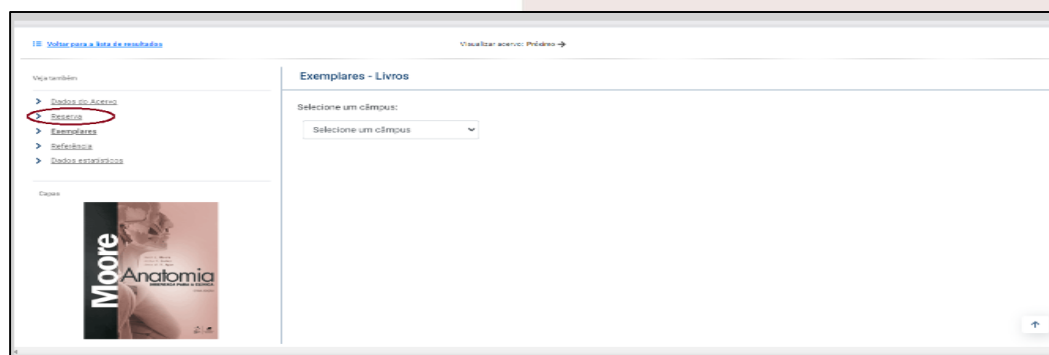 Voltar para a lista de resultados
Visualizar acervo: Próximo
Veja também
Exemplares - Livros
Dados do Acervo
Reserva
Exemplares
Referência
Dados estatísticos
Selecione um câmpus:
Selecione um câmpus
Capas
Moore
Anatomia